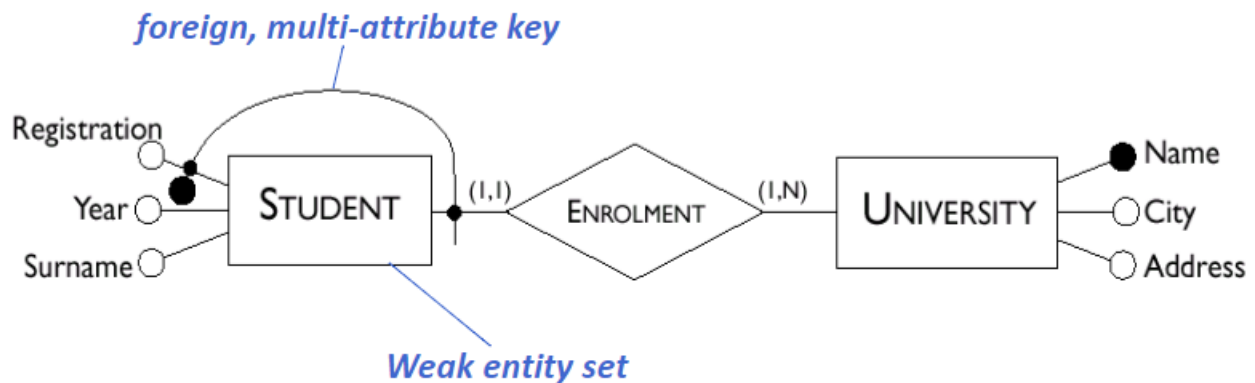 foreign, multi-attribute key
Registration
Name
(1,1)
(1,N)
Year
STUDENT
ENROLMENT
UNIVERSITY
City
Surname
Address
Weak entity set